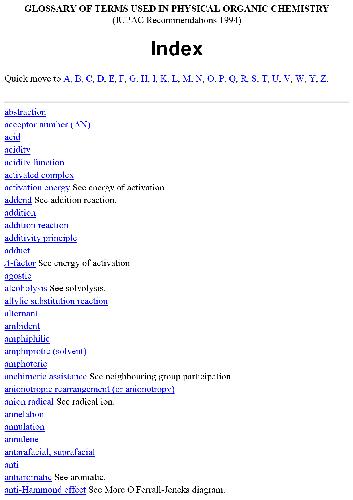 GLOSSARY OF TERMS USED IN PHYSICAL ORGANIC CHEMISTRY
(IUPAC Recommendations 1994)
Index
Quick move to A, B, C, D, E, F, G, H, I, K, L, M, N, O, P, Q, R, S, T, U, V, W, Y, Z.
abstraction
acceptor number (AN)
acid
acidity
acidity function
activated complex
activation energy See energy of activation
addend See addition reaction.
addition
addition reaction
additivity principle
adduct
A-factor See energy of activation
agostic
alcoholysis See solvolysis.
allylic substitution reaction
alternant
ambident
amphiphilic
amphiprotic (solvent)
amphoteric
anchimeric assistance See neighbouring group participation
anionotropic rearrangement (or anionotropy)
anion radical See radical ion.
annelation
annulation
annulene
antarafacial, suprafacial
anti
antiaromatic See aromatic.
anti-Hammond effect See More O'Ferrall-Jencks diagram.